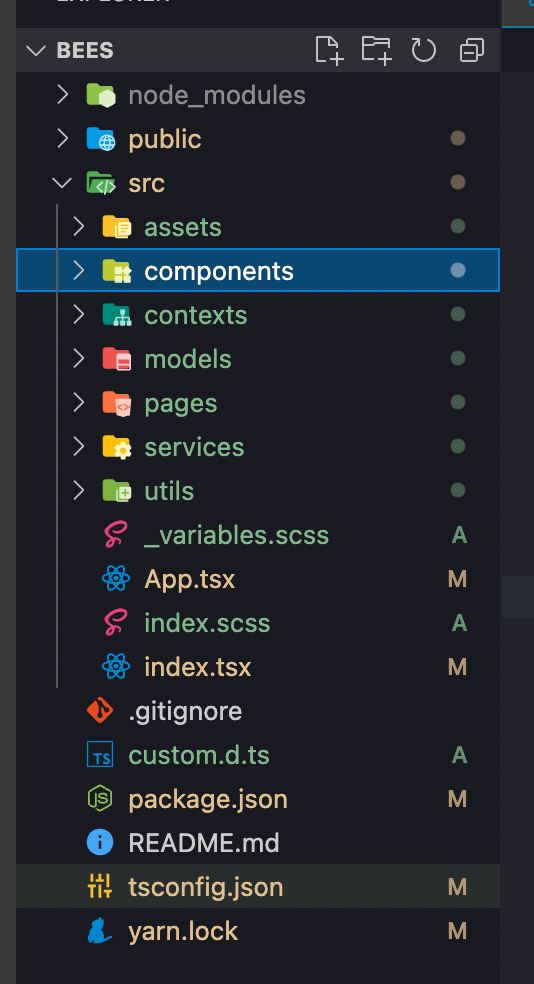 BEES
node_modules
public
src
assets
components
contexts
models
pages
services
utils
_variables.scss A
App.tsx M
index.scss A
index.tsx M
.gitignore
custom.d.ts A
package.json M
README.md
tsconfig.json M
yarn.lock M